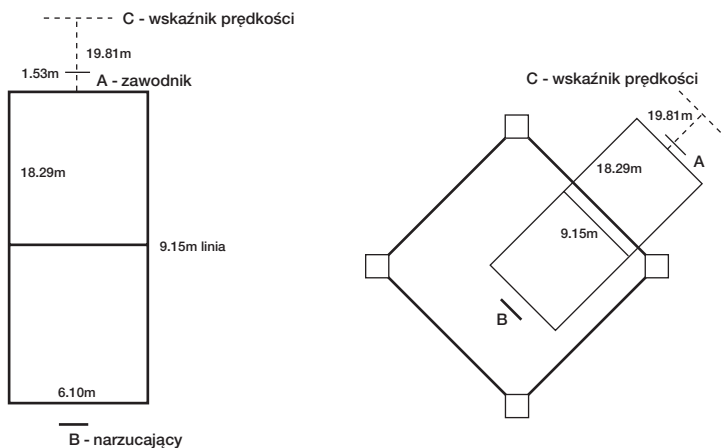 C - wskaźnik prędkości
19.81m
1.53m
A - zawodnik
18.29m
9.15m linia
6.10m
B - narzucający
C - wskaźnik prędkości
19.81m
A
18.29m
9.15m
B